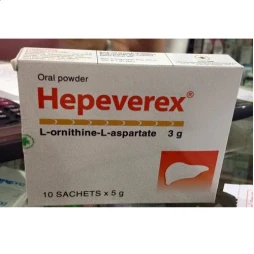 Oral powder
Hepeverex®
L-ornithine-L-aspartate 3 g
10 SACHETS x 5 g